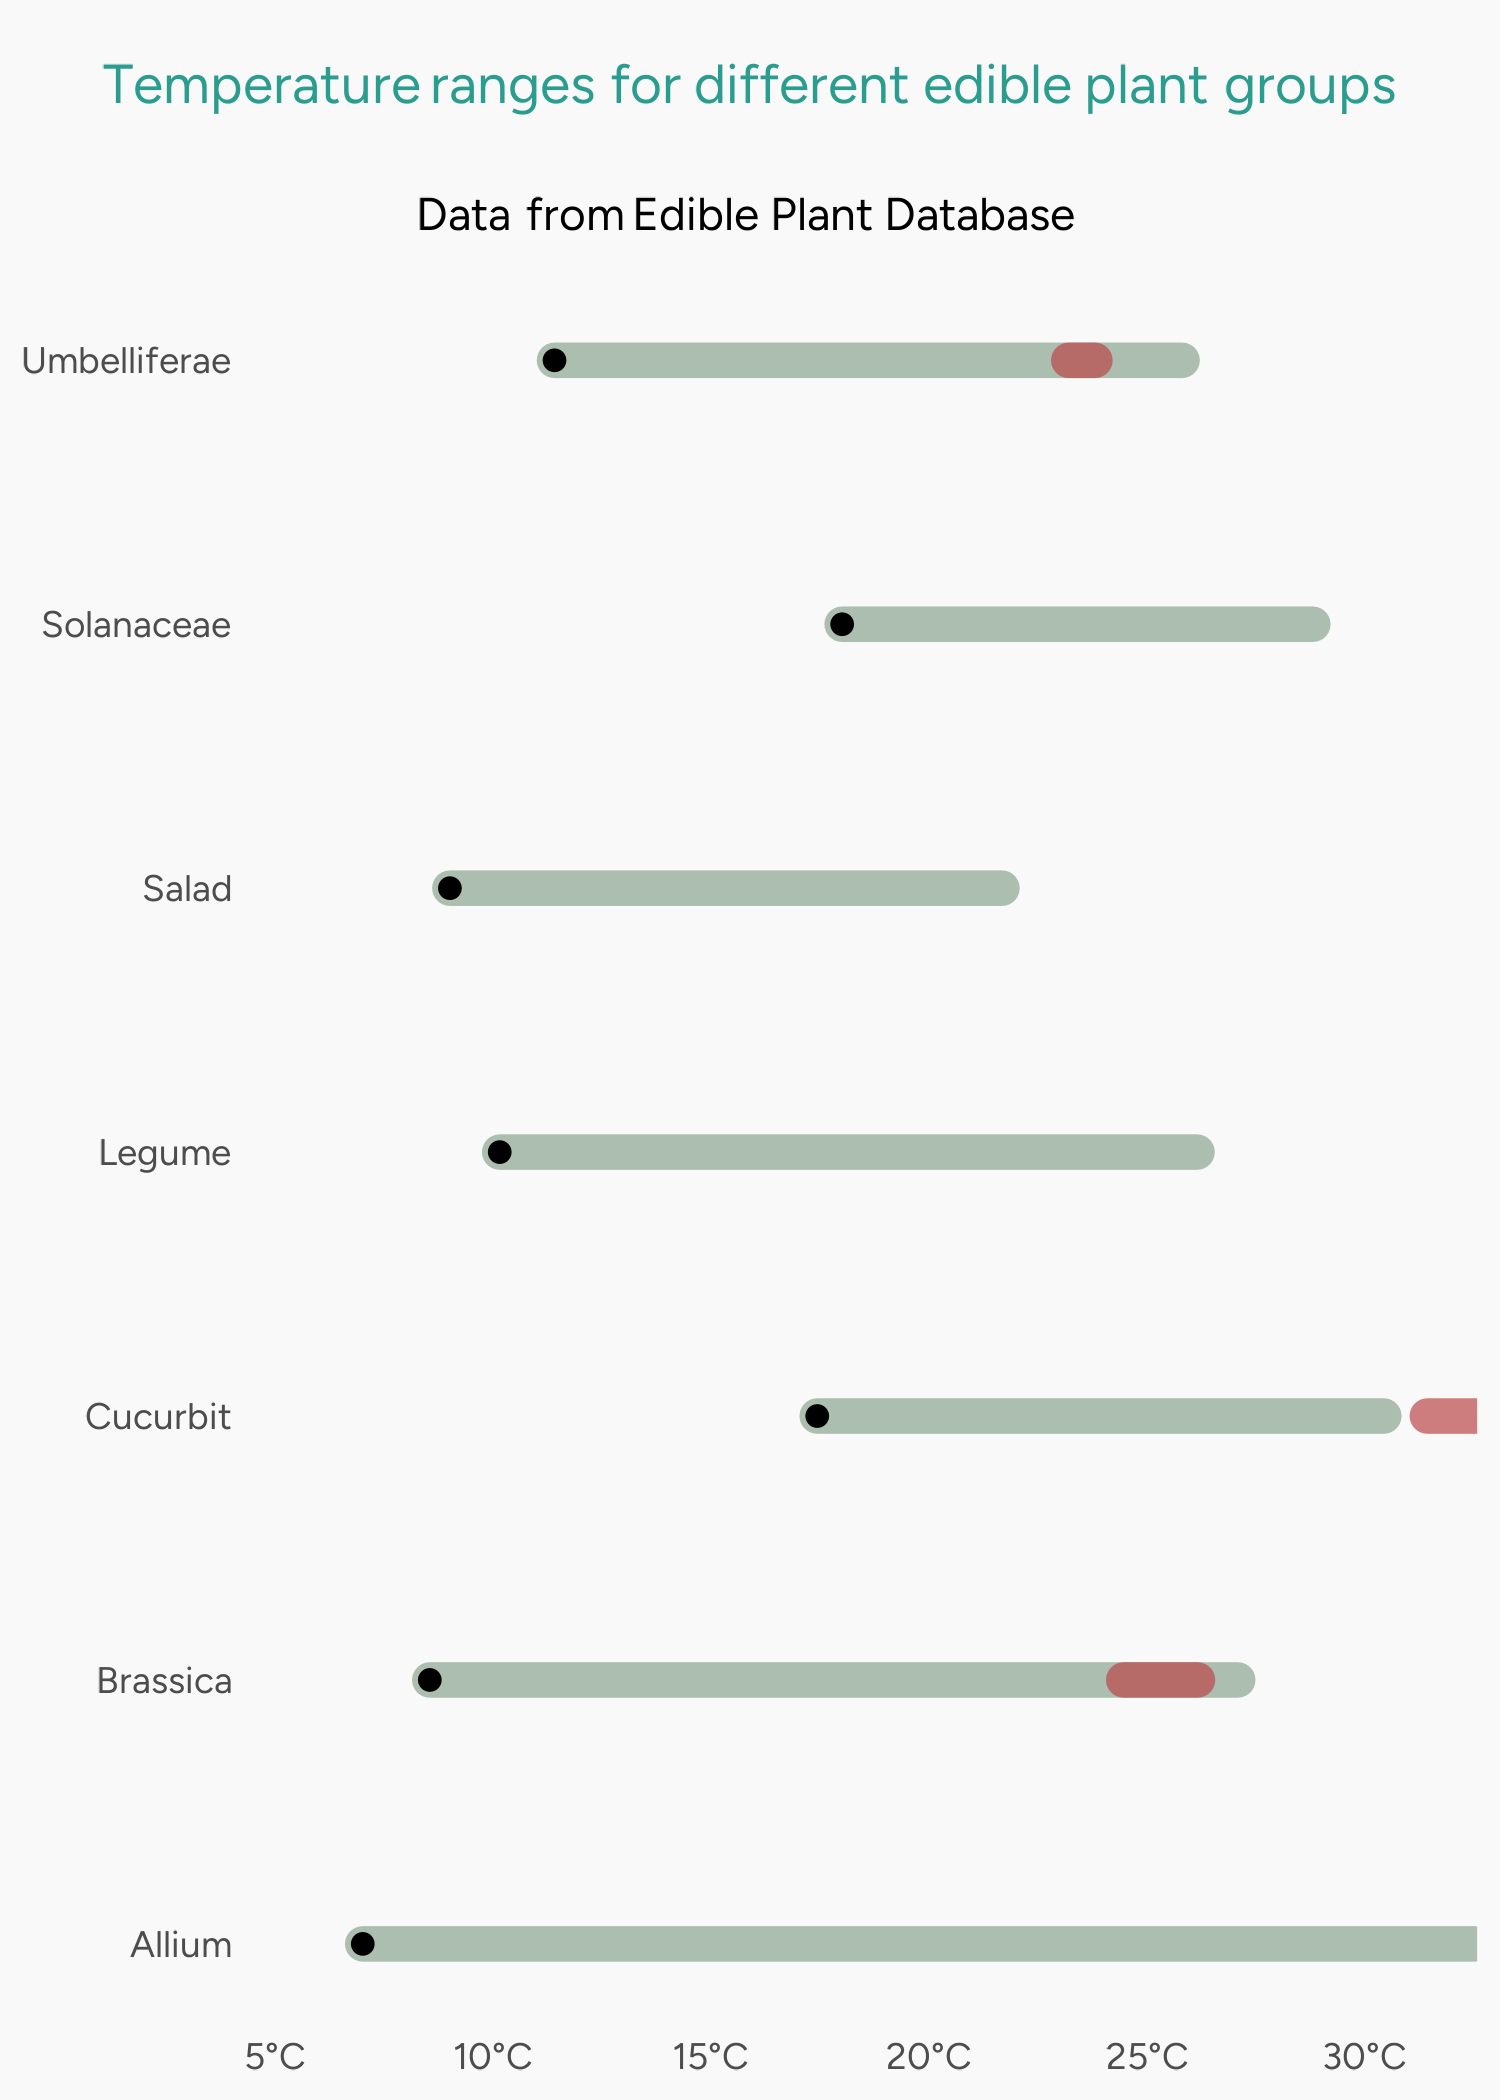 Temperature ranges for different edible plant groups
Data from Edible Plant Database
Umbelliferae
Solanaceae
Salad
Legume
Cucurbit
Brassica
Allium
5°C 10°C 15°C 20°C 25°C 30°C